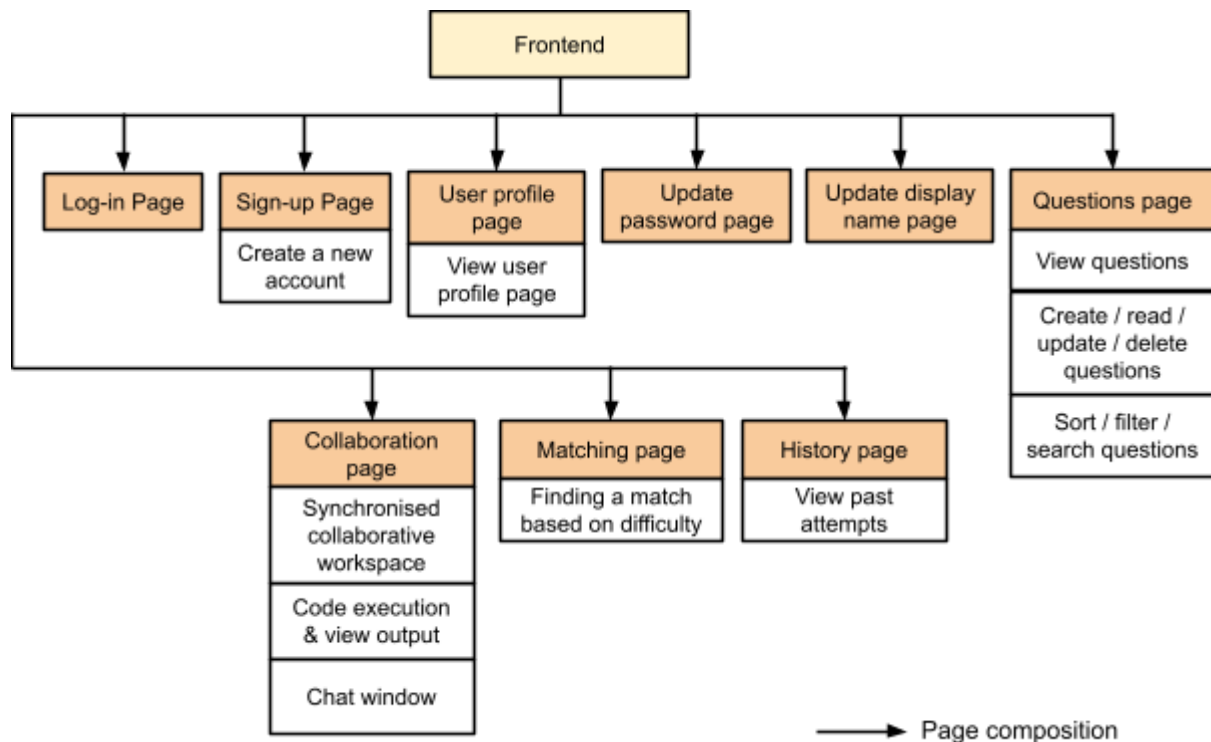 Frontend
Log-in Page
Sign-up Page
Create a new
account
User profile
page
View user
profile page
Update
password page
Update display
name page
Questions page
View questions
Create / read /
update / delete
questions
Sort / filter /
search questions
Collaboration
page
Synchronised
collaborative
workspace
Code execution
& view output
Chat window
Matching page
Finding a match
based on difficulty
History page
View past
attempts
Page composition